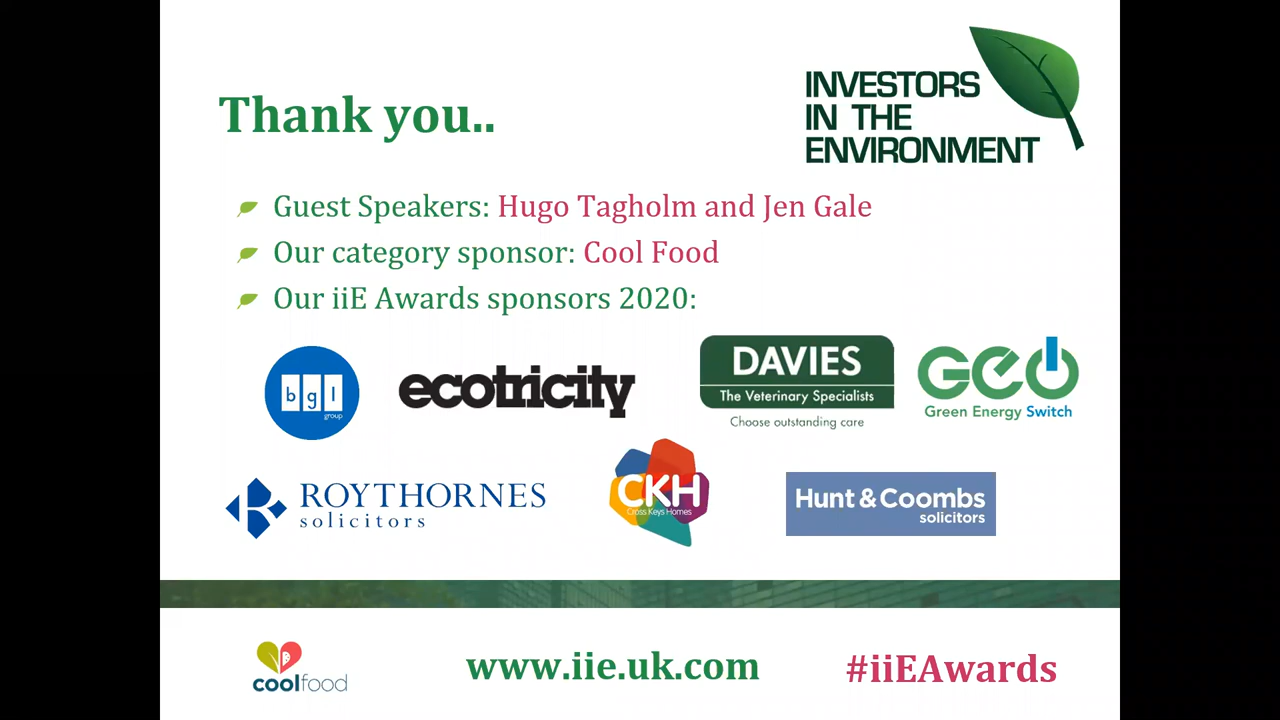 INVESTORS
IN THE
ENVIRONMENT
Thank you..
Guest Speakers: Hugo Tagholm and Jen Gale
Our category sponsor: Cool Food
Our iiE Awards sponsors 2020:
bgl
group
ecotricity
DAVIES
The Veterinary Specialists
Choose outstanding care
GEO
Green Energy Switch
ROYTHORNES
solicitors
CKH
Cross Keys Homes
Hunt & Coombs
solicitors
coolfood
www.iie.uk.com
#iiEAwards